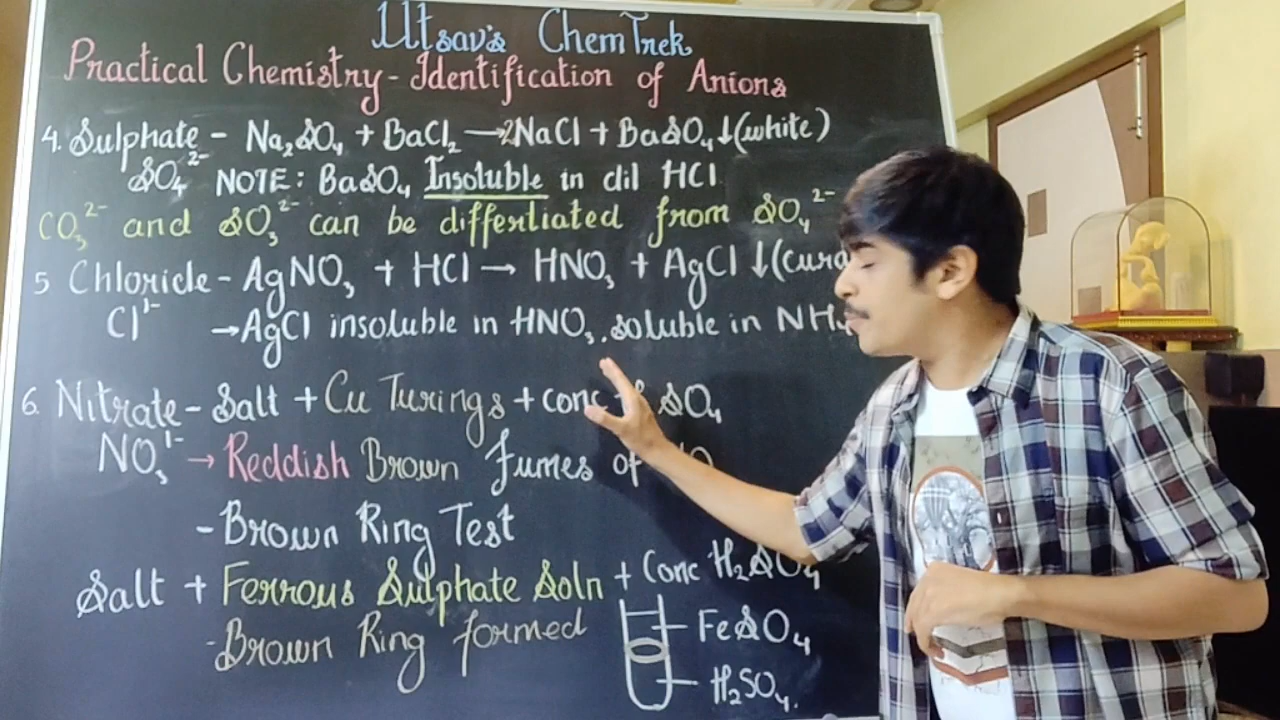 Utsav's ChemTrek
Practical Chemistry - Identification of Anions
4. Sulphate - Na₂SO₄ + BaCl₂ → 2NaCl + BaSO₄↓(white)
SO₄²⁻ NOTE: BaSO₄ Insoluble in dil HCl
CO₃²⁻ and SO₃²⁻ can be differtiated from SO₄²⁻
5 Chloride - AgNO₃ + HCl → HNO₃ + AgCl ↓
Cl¹⁻ → AgCl insoluble in HNO₃. soluble in
6. Nitrate - Salt + Cu Turings + conc SO₄
NO₃¹⁻ → Reddish Brown fumes of
- Brown Ring Test
Salt + Ferrous Sulphate Soln + Conc H₂SO₄
- Brown Ring formed
FeSO₄
H₂SO₄.